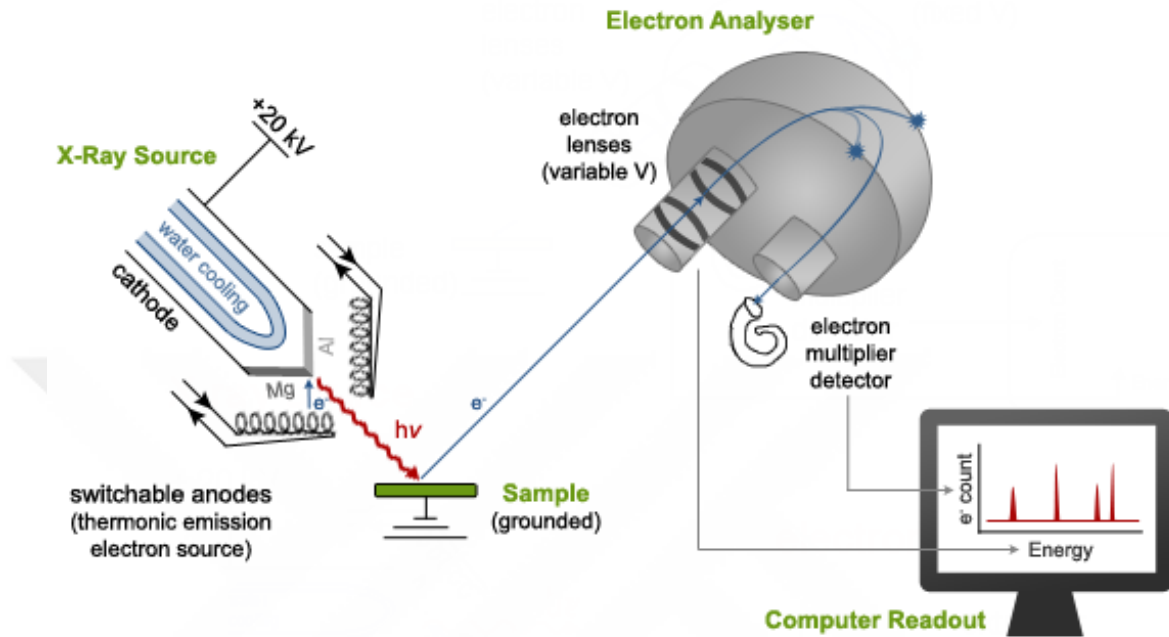 Electron Analyser
electron
lenses
(variable V)
+20 kV
X-Ray Source
water cooling
cathode
Al
Mg
e-
hν
e-
switchable anodes
(thermonic emission
electron source)
Sample
(grounded)
electron
multiplier
detector
e- count
Energy
Computer Readout